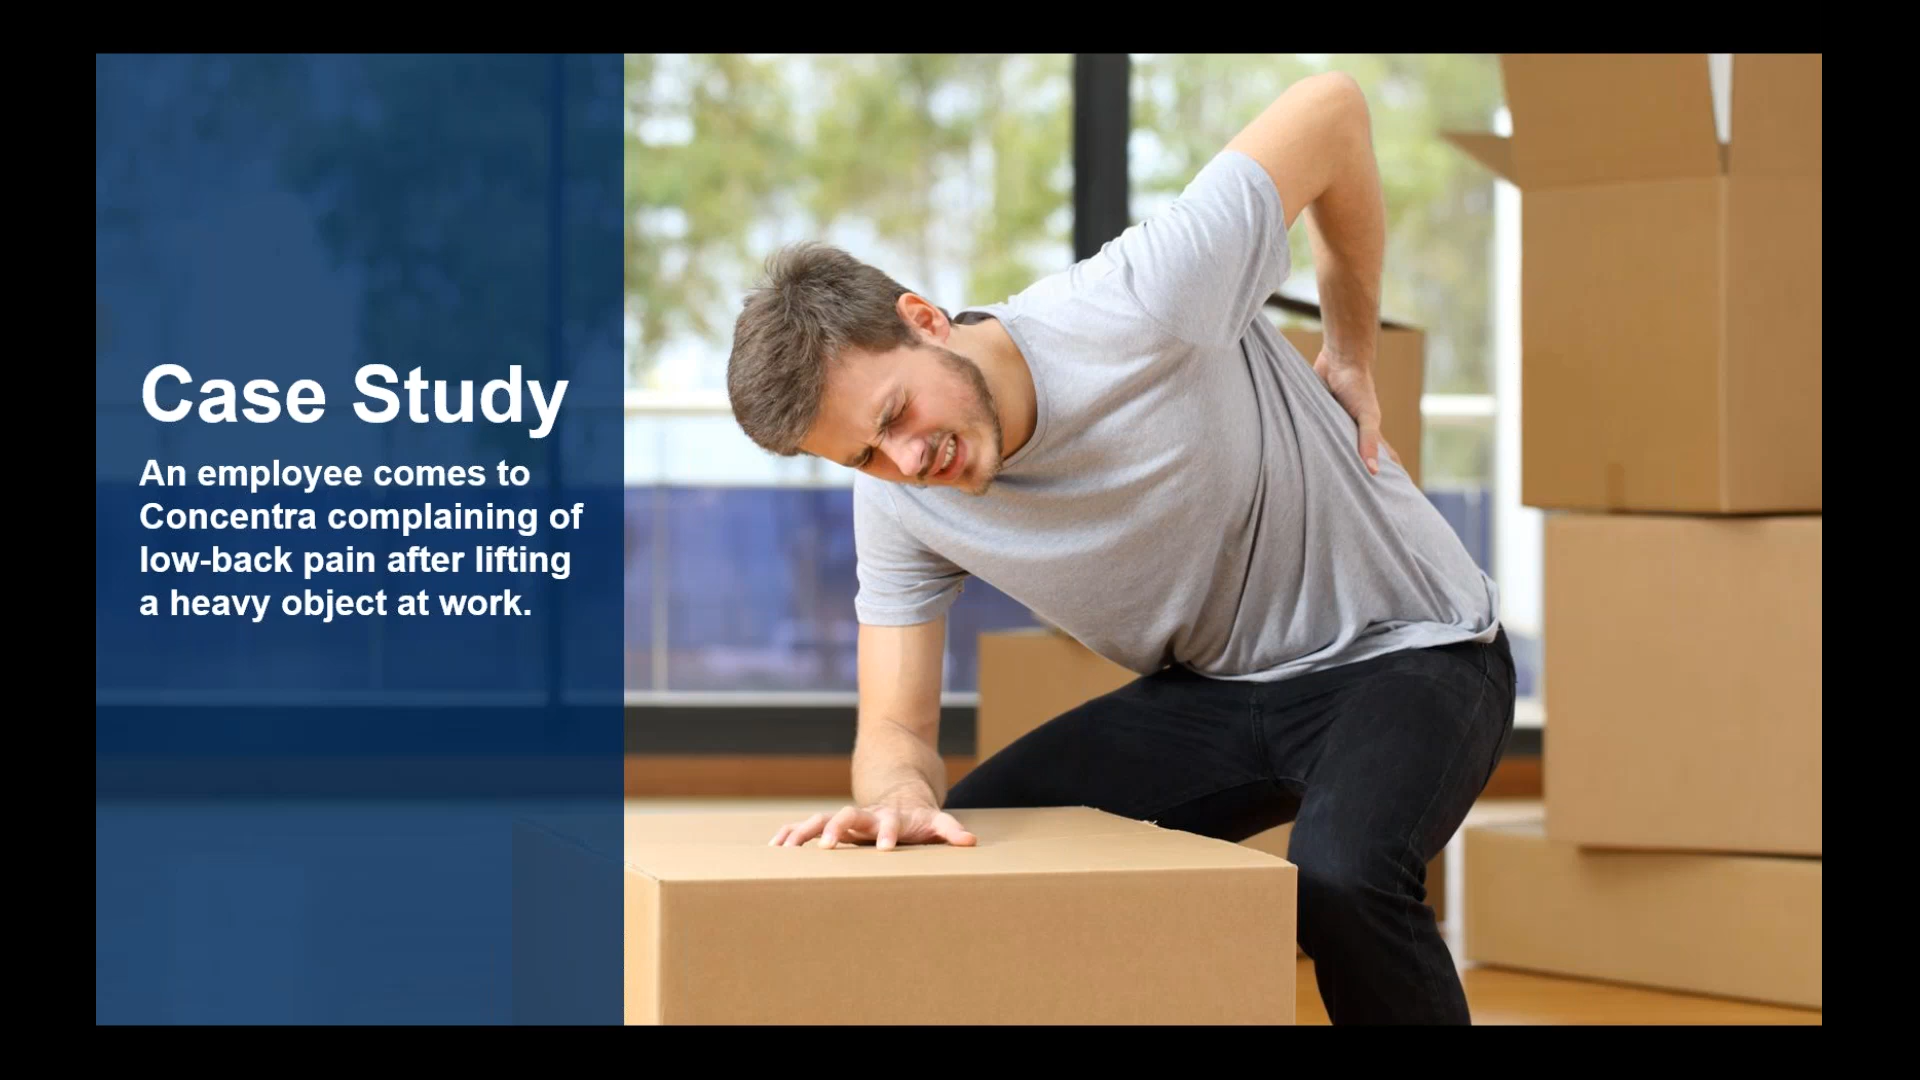 Case Study
An employee comes to
Concentra complaining of
low-back pain after lifting
a heavy object at work.